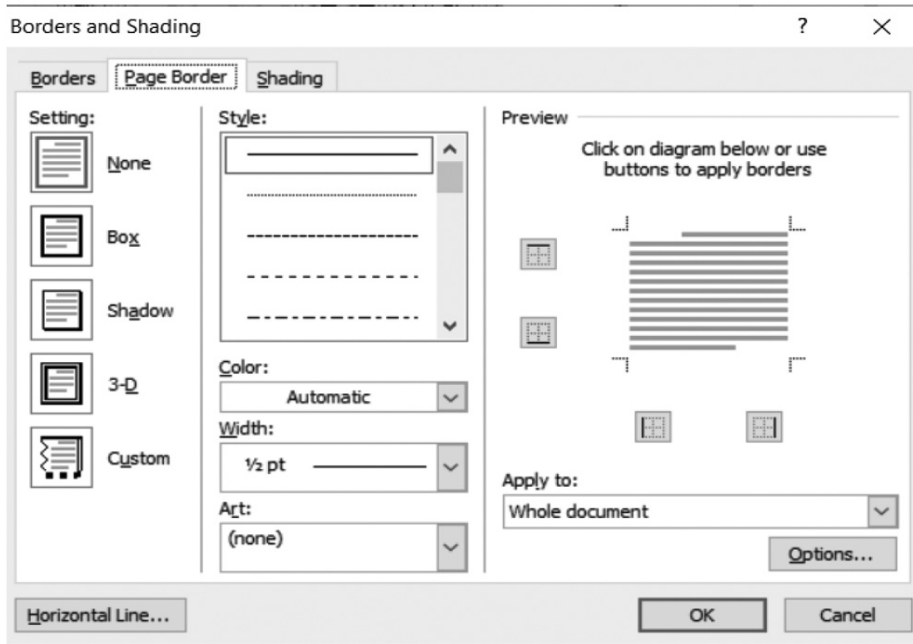 Borders and Shading ?
Borders Page Border Shading
Setting:
None
Box
Shadow
3-D
Custom
Style:
Color:
Automatic
Width:
½ pt
Art:
(none)
Preview
Click on diagram below or use
buttons to apply borders
Apply to:
Whole document
Options...
Horizontal Line...
OK
Cancel